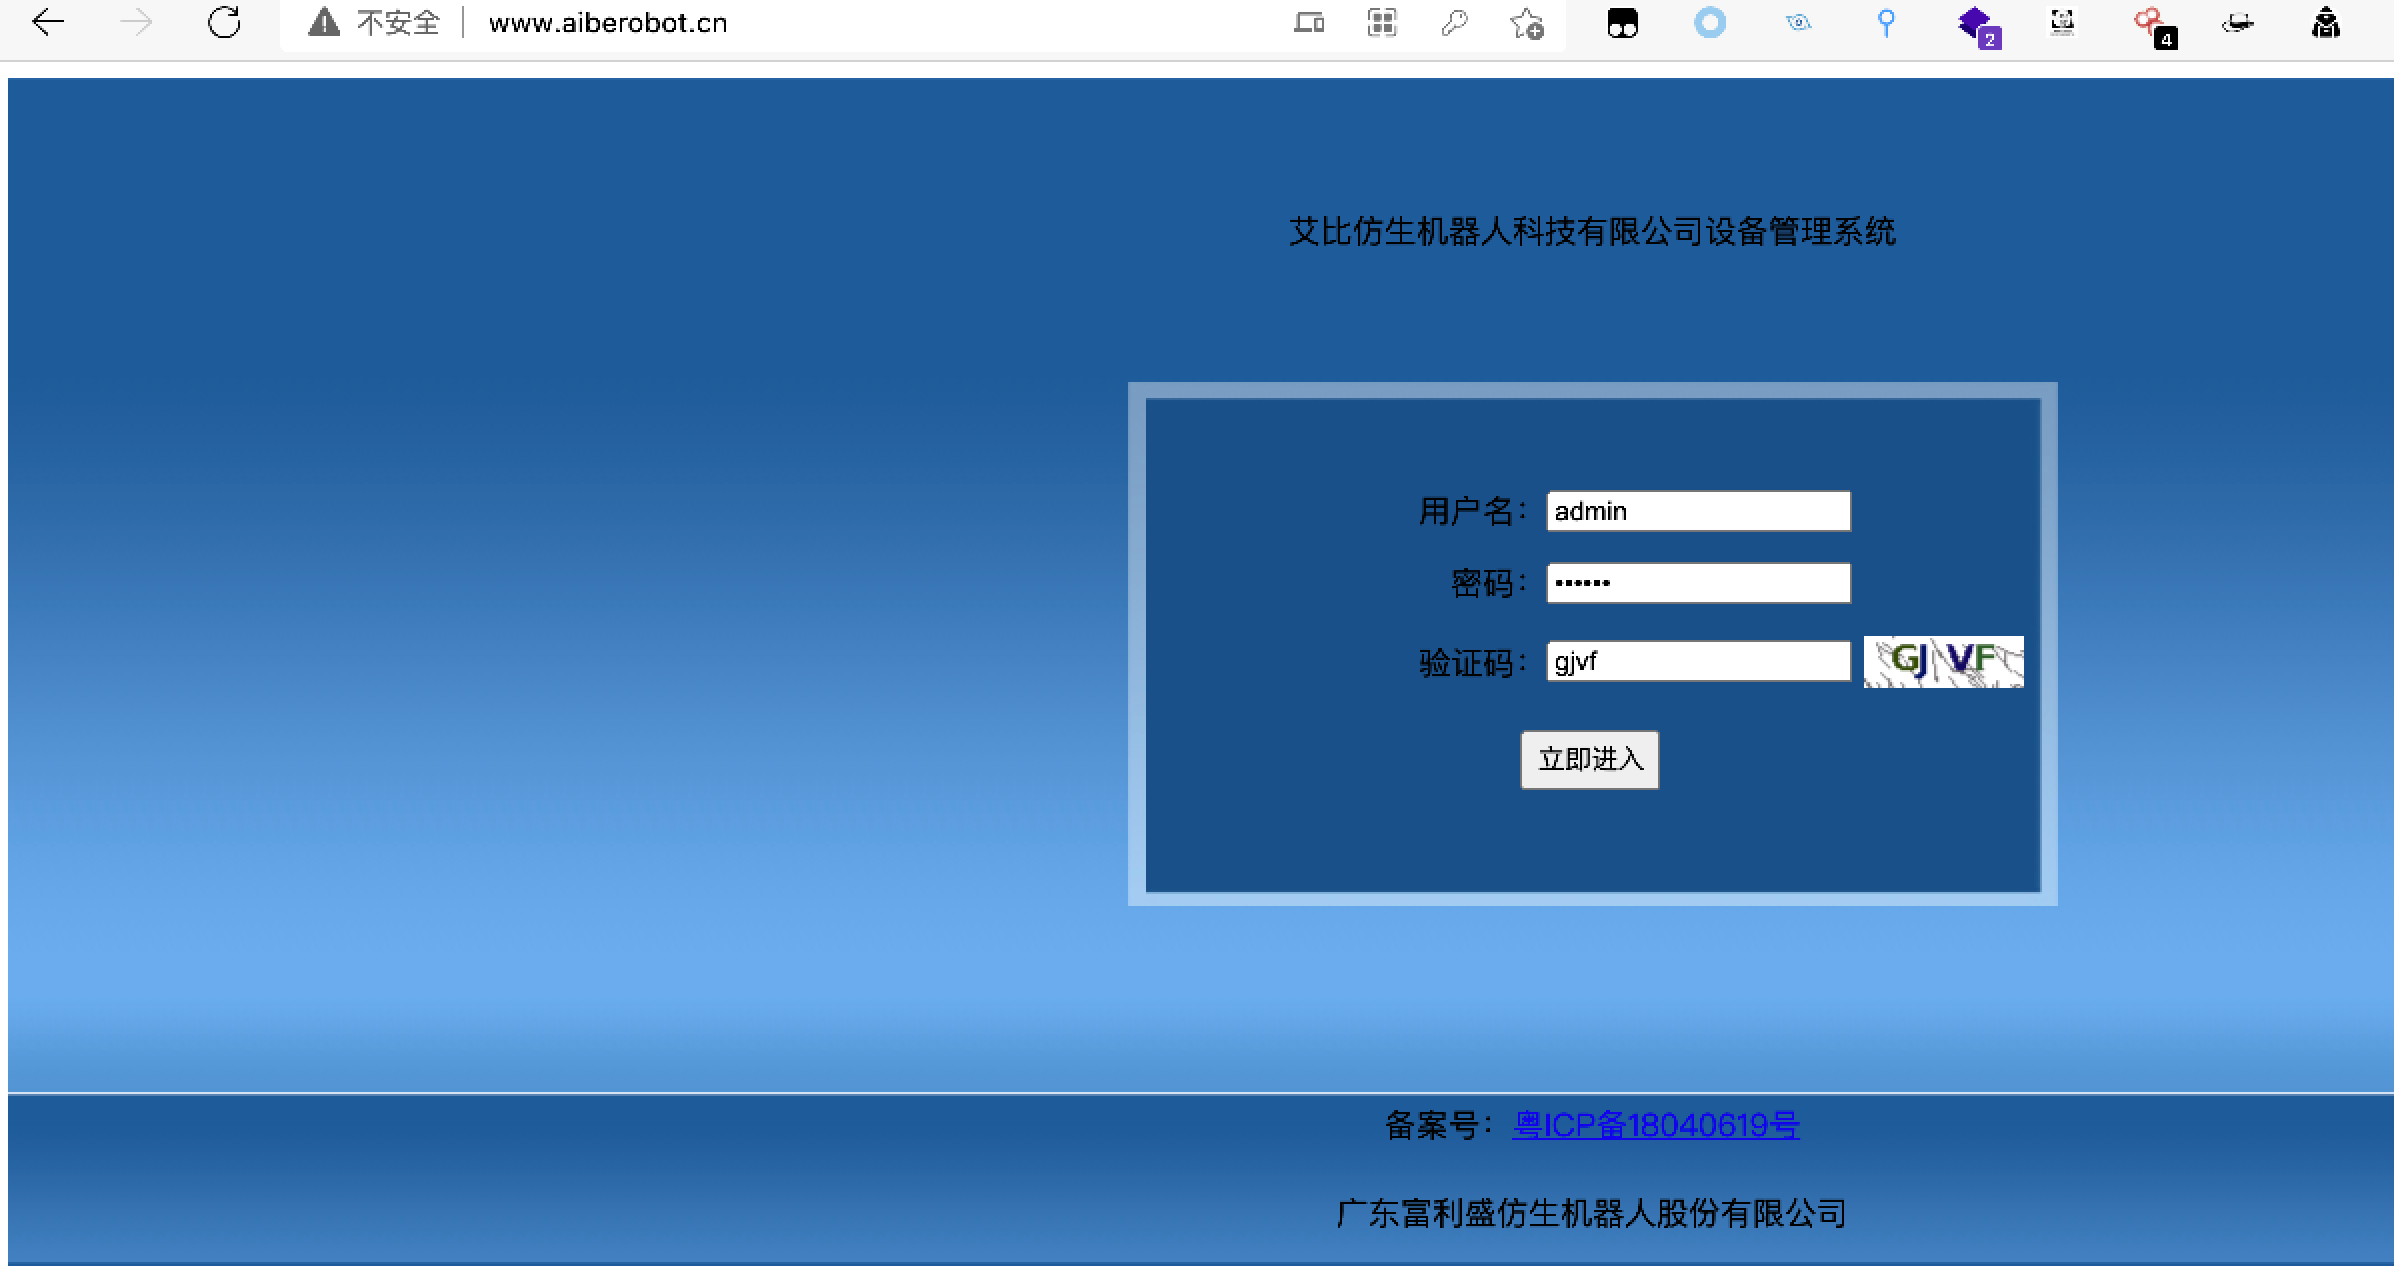 不安全 www.aiberobot.cn
2
4
艾比仿生机器人科技有限公司设备管理系统
用户名： admin
密码： ••••••
验证码： gjvf GJVF
立即进入
备案号： 粤ICP备18040619号
广东富利盛仿生机器人股份有限公司